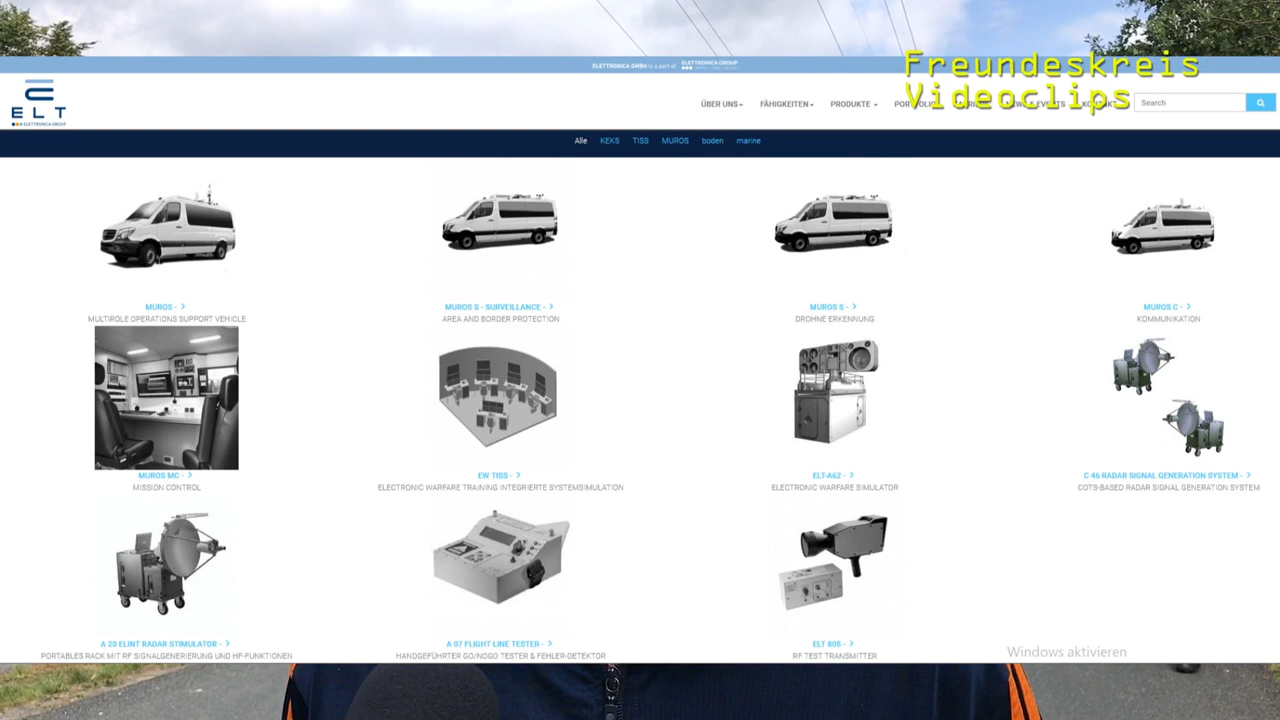 ELETTRONICA GMBH is a part of ELETTRONICA GROUP
Freundeskreis
Videoclips
ELT
ELETTRONICA GROUP
ÜBER UNS FÄHIGKEITEN PRODUKTE
Search
Alle KEKS TISS MUROS boden marine
MUROS - >
MULTIROLE OPERATIONS SUPPORT VEHICLE
MUROS S - SURVEILLANCE - >
AREA AND BORDER PROTECTION
MUROS S - >
DROHNE ERKENNUNG
MUROS C - >
KOMMUNIKATION
MUROS MC - >
MISSION CONTROL
EW TISS - >
ELECTRONIC WARFARE TRAINING INTEGRIERTE SYSTEMSIMULATION
ELT-A62 - >
ELECTRONIC WARFARE SIMULATOR
C 46 RADAR SIGNAL GENERATION SYSTEM - >
COTS-BASED RADAR SIGNAL GENERATION SYSTEM
A 20 ELINT RADAR STIMULATOR - >
PORTABLES RACK MIT RF SIGNALGENERIERUNG UND HF-FUNKTIONEN
A 07 FLIGHT LINE TESTER - >
HANDGEFÜHRTER GO/NOGO TESTER & FEHLER-DETEKTOR
ELT 805 - >
RF TEST TRANSMITTER
Windows aktivieren